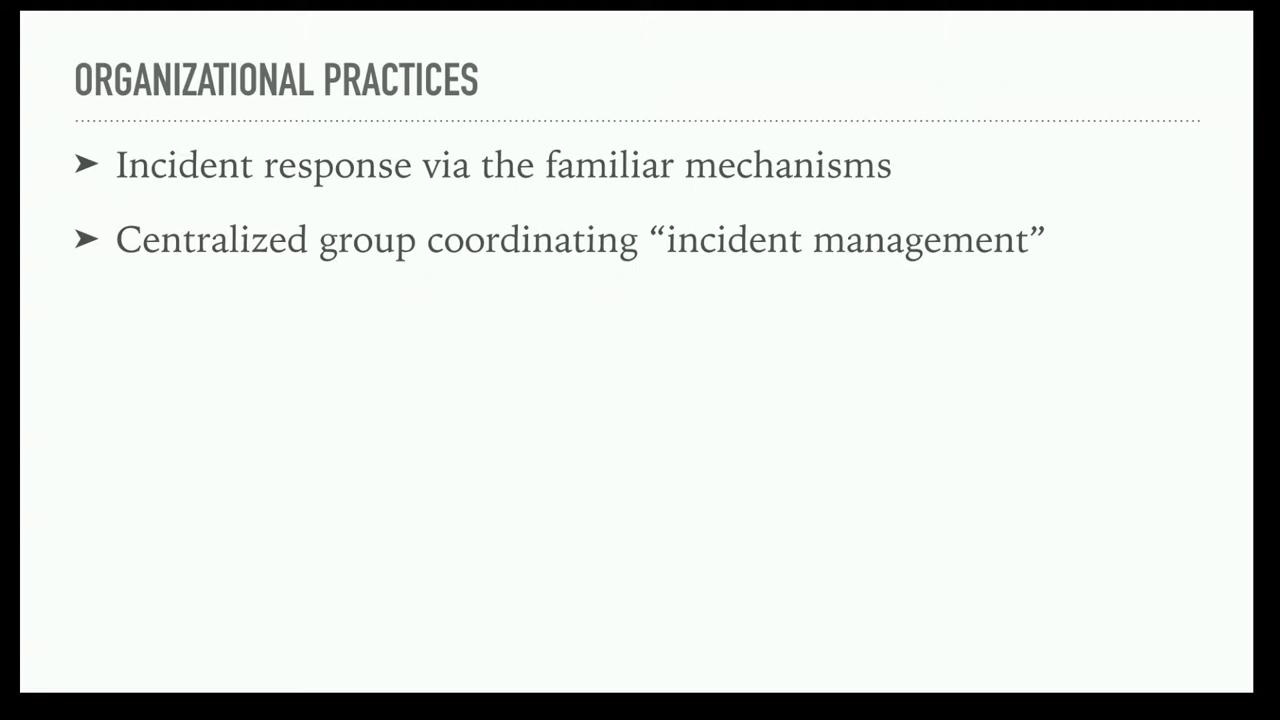 ORGANIZATIONAL PRACTICES
➤ Incident response via the familiar mechanisms
➤ Centralized group coordinating “incident management”